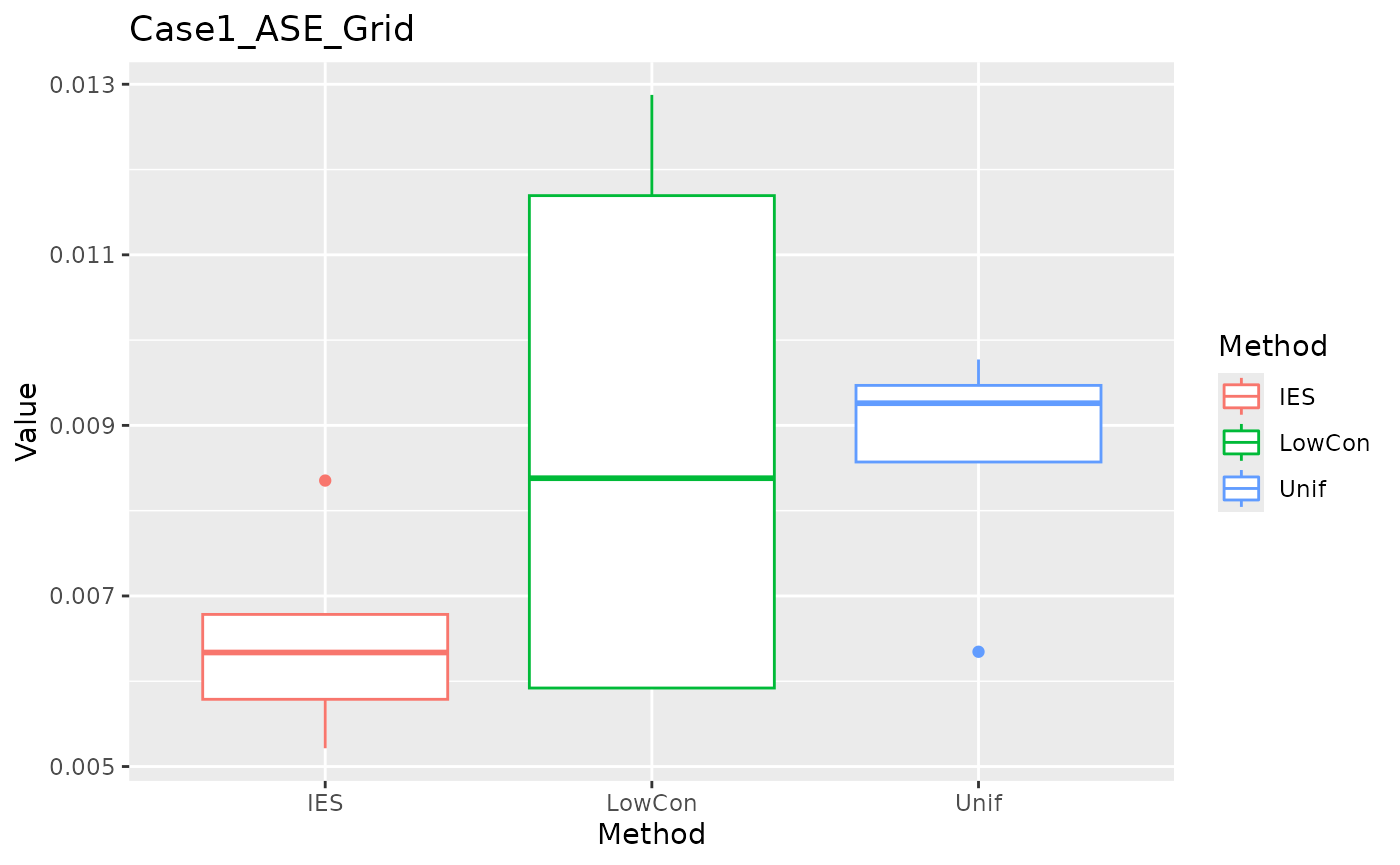 Case1_ASE_Grid
0.013
0.011
0.009
0.007
0.005
Value
IES
LowCon
Unif
Method
Method
IES
LowCon
Unif